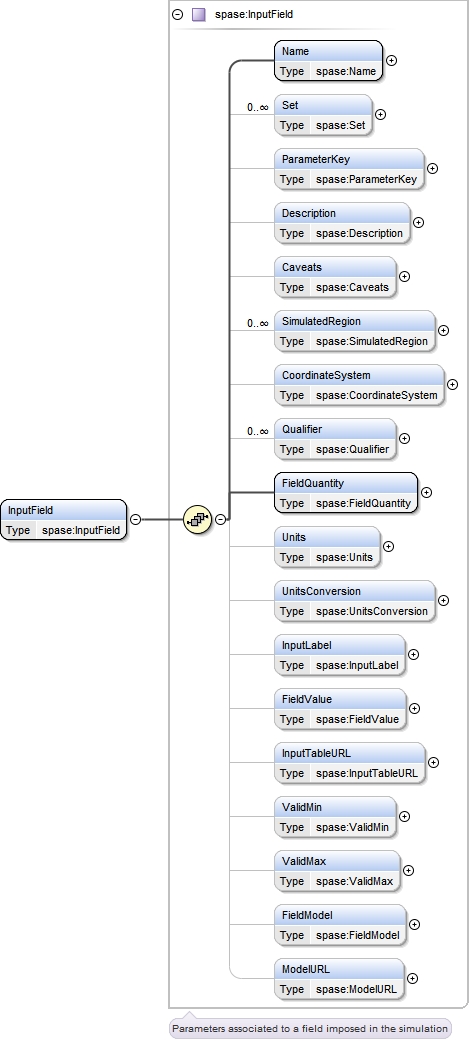 spase:InputField
Name
Type spase:Name
0..∞
Set
Type spase:Set
ParameterKey
Type spase:ParameterKey
Description
Type spase:Description
Caveats
Type spase:Caveats
0..∞
SimulatedRegion
Type spase:SimulatedRegion
CoordinateSystem
Type spase:CoordinateSystem
0..∞
Qualifier
Type spase:Qualifier
InputField
Type spase:InputField
FieldQuantity
Type spase:FieldQuantity
Units
Type spase:Units
UnitsConversion
Type spase:UnitsConversion
InputLabel
Type spase:InputLabel
FieldValue
Type spase:FieldValue
InputTableURL
Type spase:InputTableURL
ValidMin
Type spase:ValidMin
ValidMax
Type spase:ValidMax
FieldModel
Type spase:FieldModel
ModelURL
Type spase:ModelURL
Parameters associated to a field imposed in the simulation